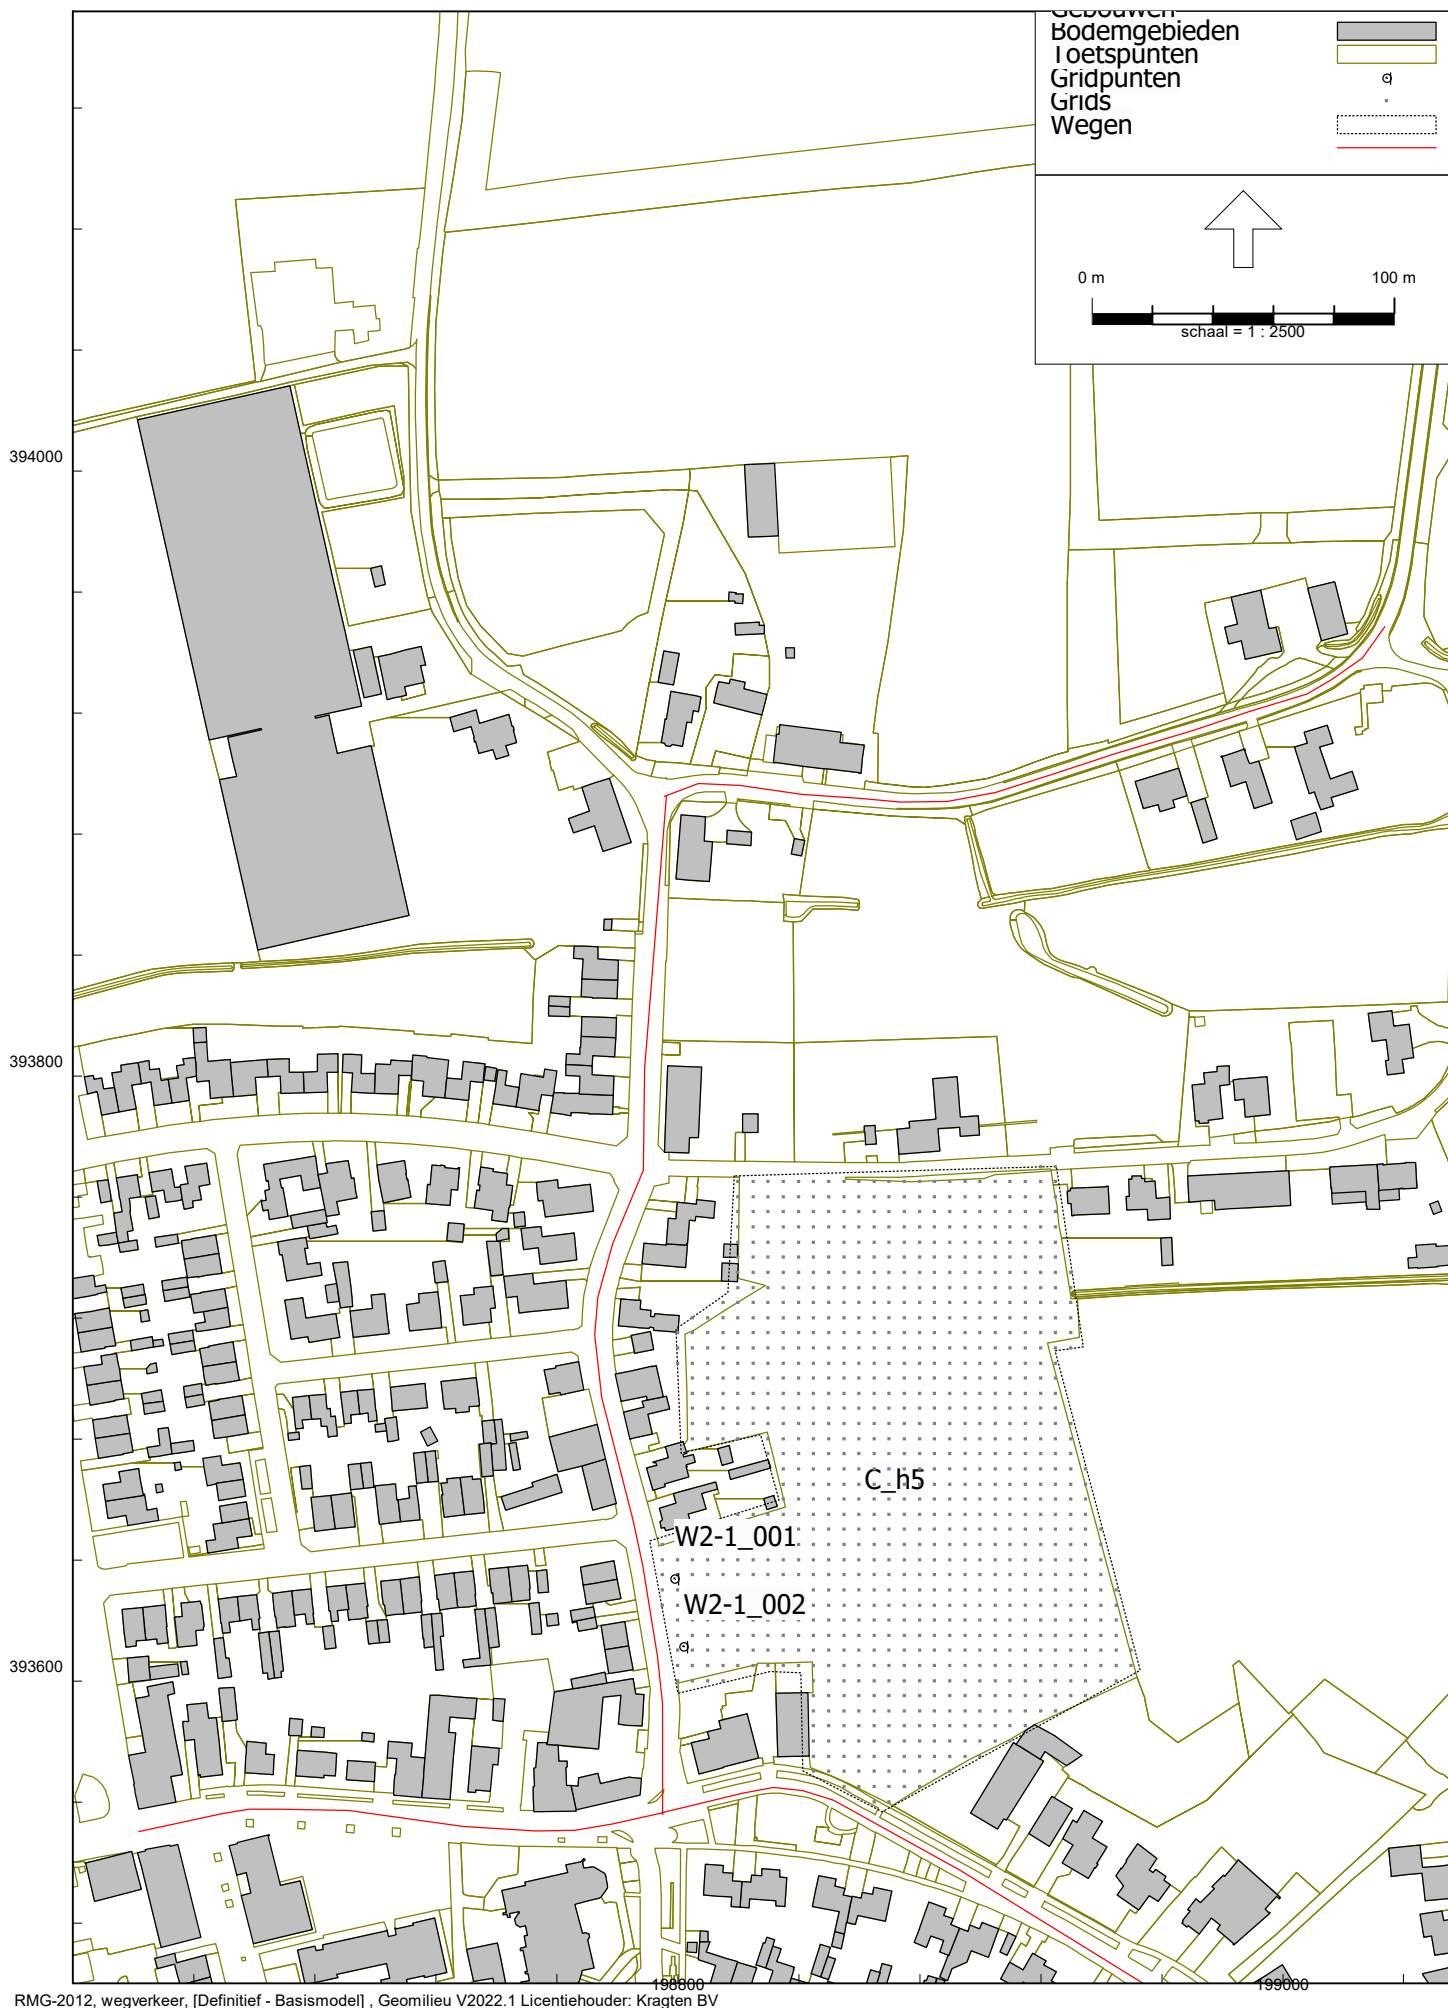 Gebouwen
Bodemgebieden
Toetspunten
Gridpunten
Grids
Wegen
0 m 100 m
schaal = 1 : 2500
394000
393800
C_h5
W2-1_001
W2-1_002
393600
198800 199000
RMG-2012, wegverkeer, [Definitief - Basismodel] , Geomilieu V2022.1 Licentiehouder: Kragten BV